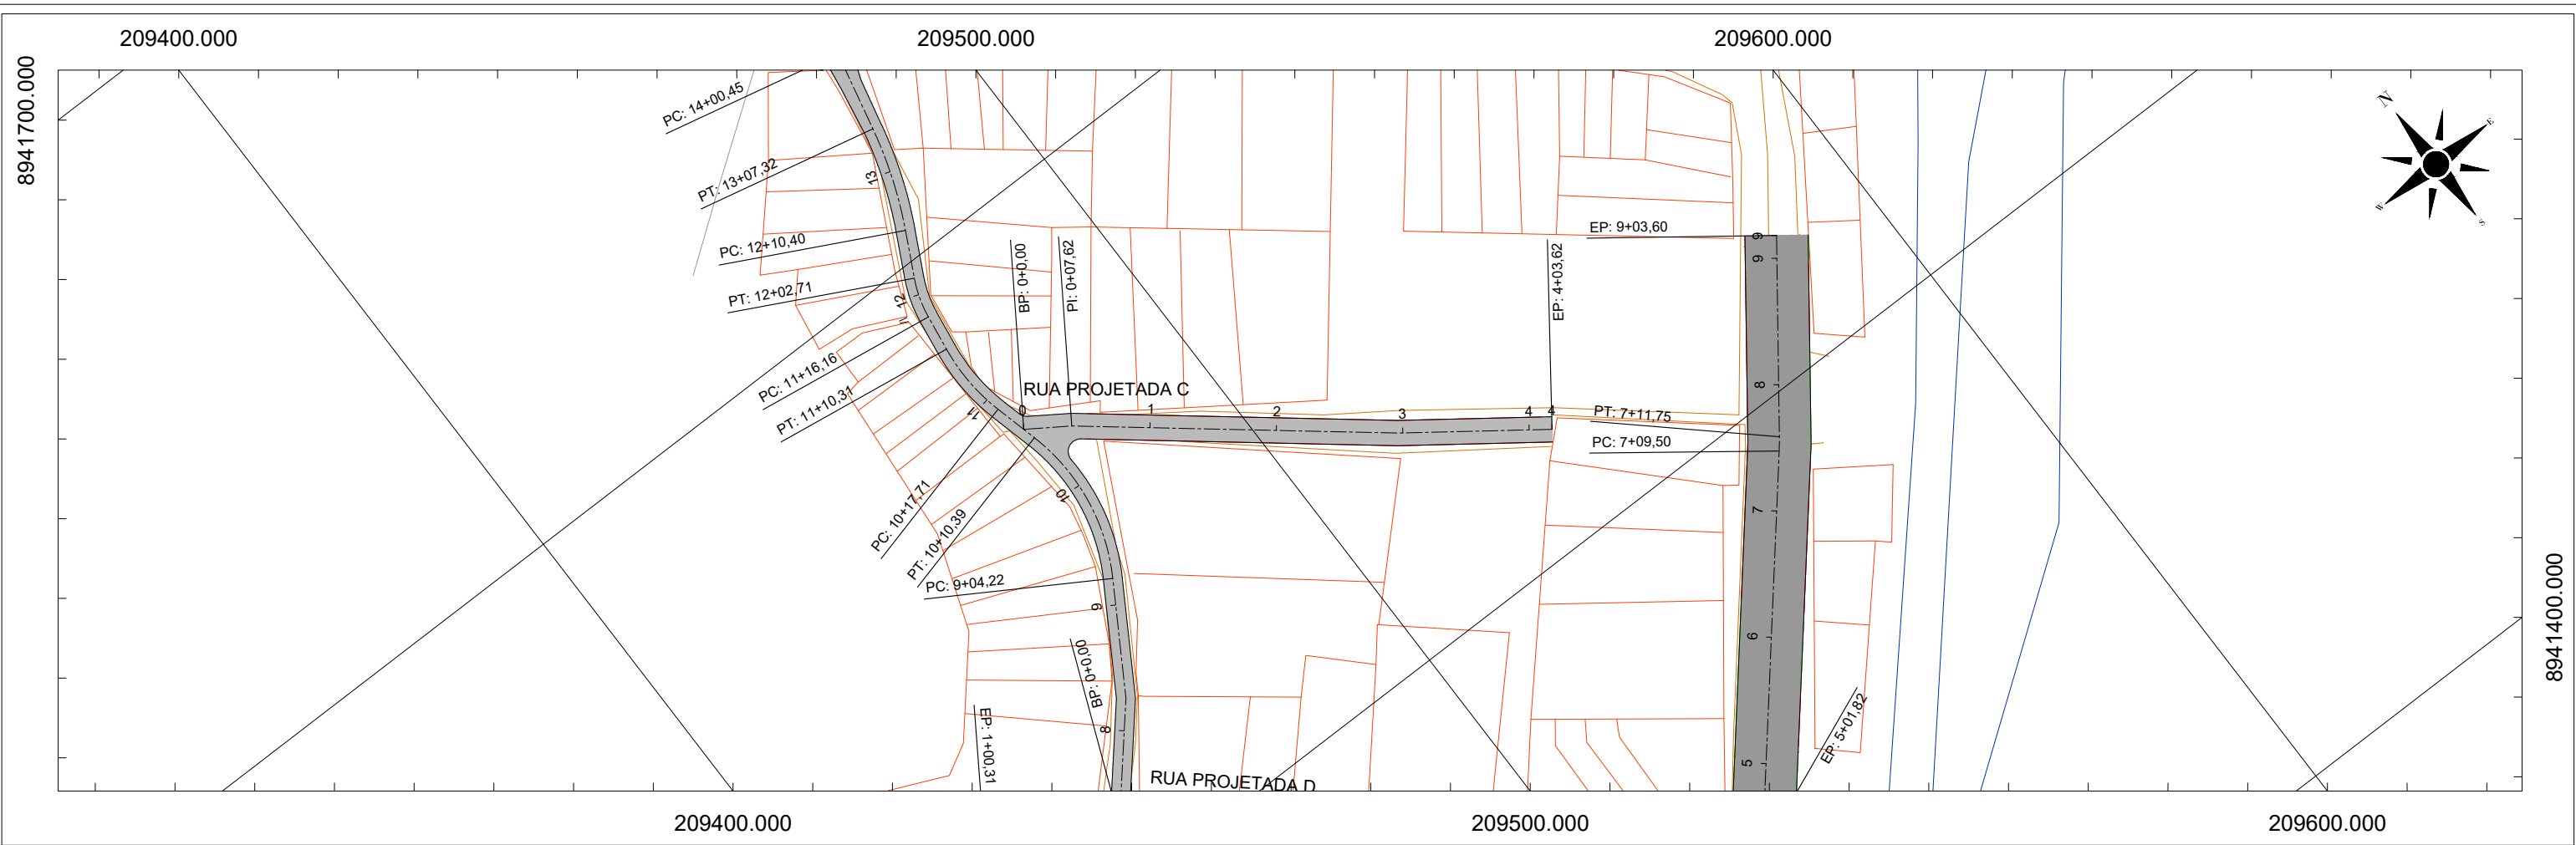 209400.000
209500.000
209600.000
8941700.000
N
E
W
S
PC: 14+00,45
PT: 13+07,32
13
PC: 12+10,40
PT: 12+02,71
12
PC: 11+16,16
PT: 11+10,31
11
BP: 0+0,00
PI: 0+07,62
EP: 4+03,62
EP: 9+03,60
9
9
8
RUA PROJETADA C
0
1
2
3
4
4
PT: 7+11,75
PC: 7+09,50
7
6
5
PC: 10+17,71
PT: 10+10,39
10
PC: 9+04,22
9
BP: 0+0,00
8
EP: 1+00,31
RUA PROJETADA D
EP: 5+01,82
8941400.000
209400.000
209500.000
209600.000